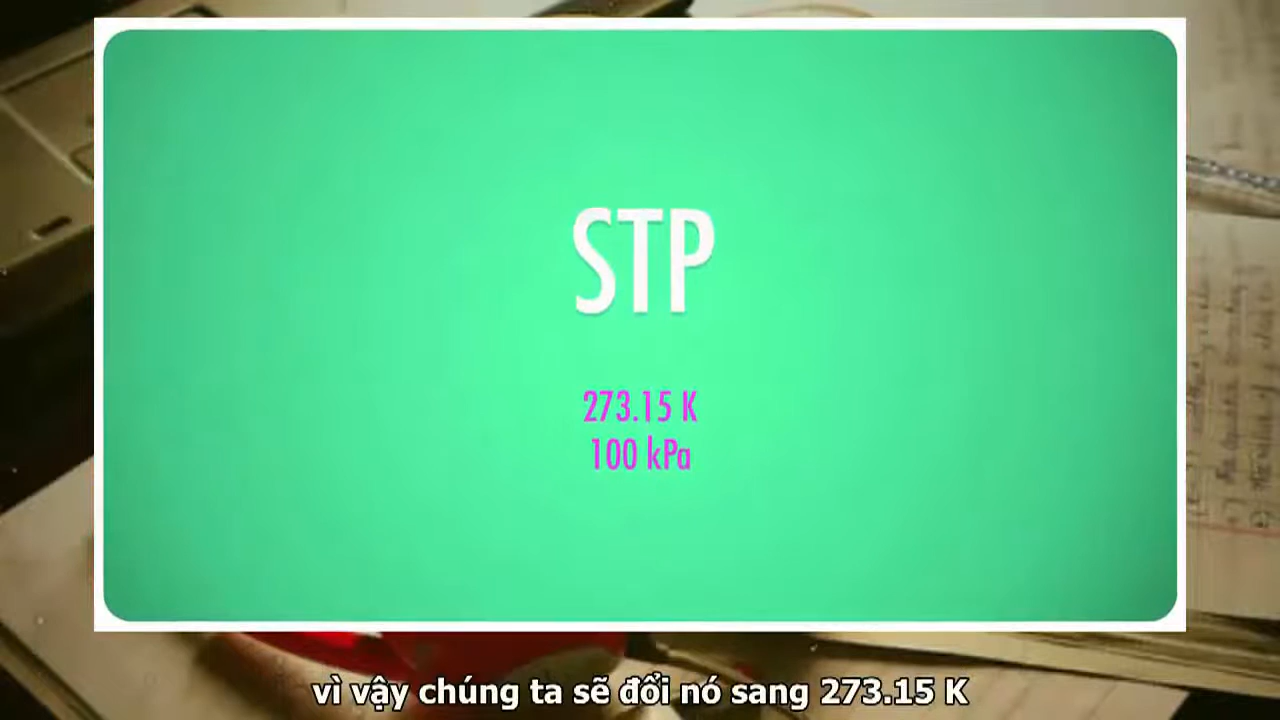 STP
273.15 K
100 kPa
vì vậy chúng ta sẽ đổi nó sang 273.15 K